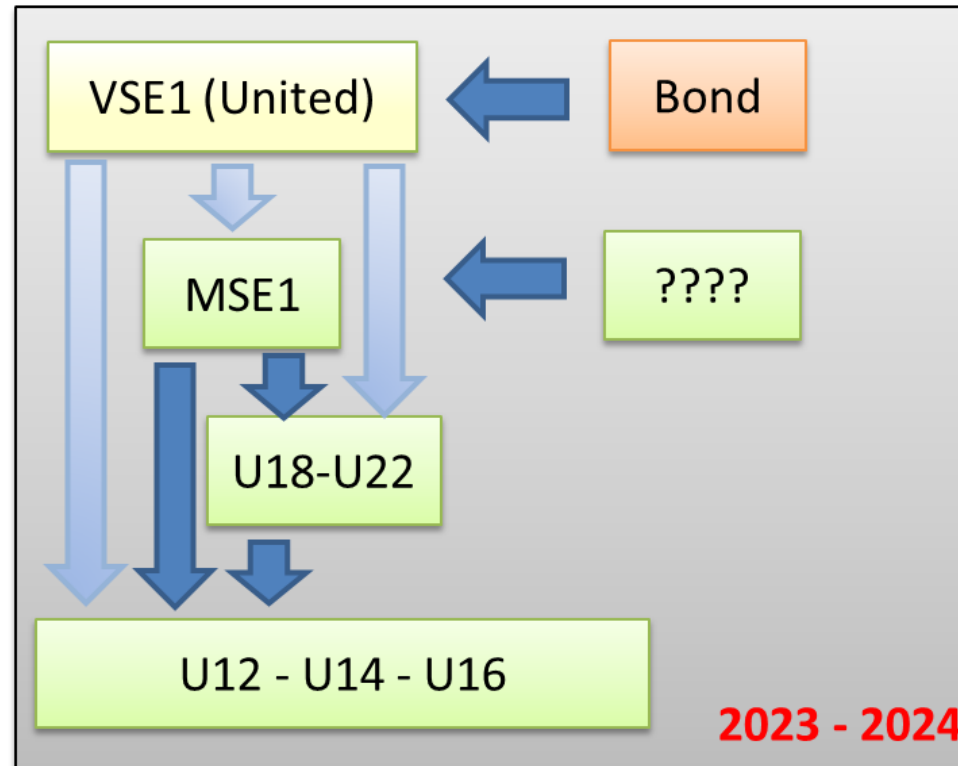 VSE1 (United)
Bond
MSE1
????
U18-U22
U12 - U14 - U16
2023 - 2024